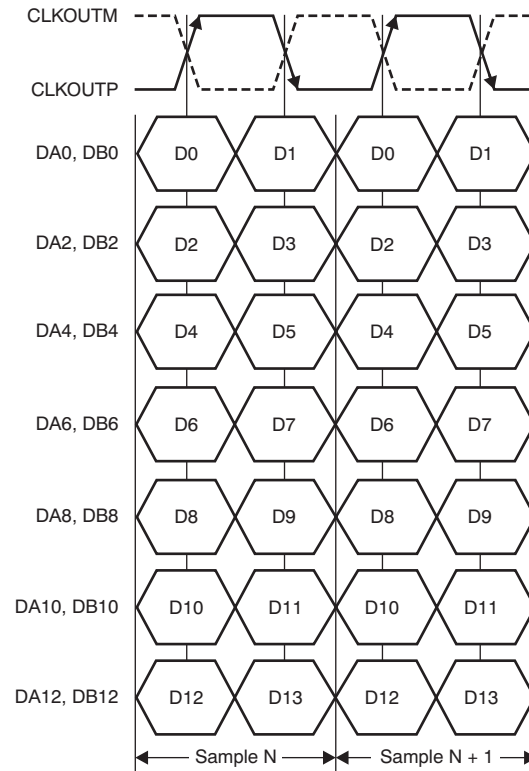 CLKOUTM
CLKOUTP
DA0, DB0 D0 D1 D0 D1
DA2, DB2 D2 D3 D2 D3
DA4, DB4 D4 D5 D4 D5
DA6, DB6 D6 D7 D6 D7
DA8, DB8 D8 D9 D8 D9
DA10, DB10 D10 D11 D10 D11
DA12, DB12 D12 D13 D12 D13
Sample N Sample N + 1